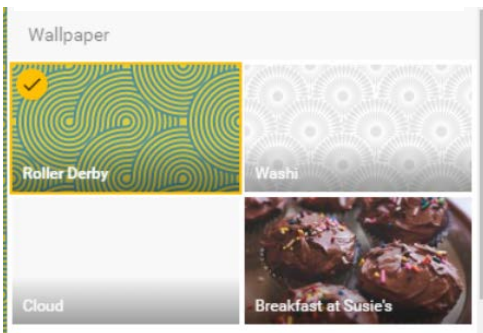 Wallpaper
Roller Derby
Washi
Cloud
Breakfast at Susie's